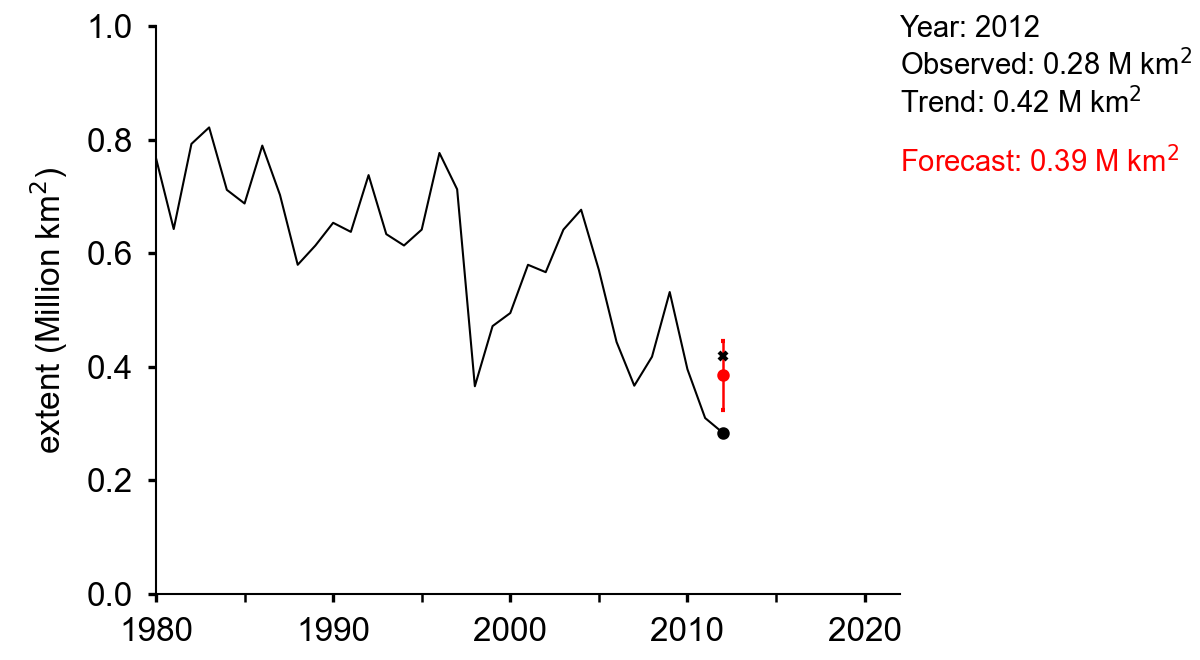 1.0
0.8
0.6
0.4
0.2
0.0
extent (Million km²)
1980 1990 2000 2010 2020
Year: 2012
Observed: 0.28 M km²
Trend: 0.42 M km²
Forecast: 0.39 M km²